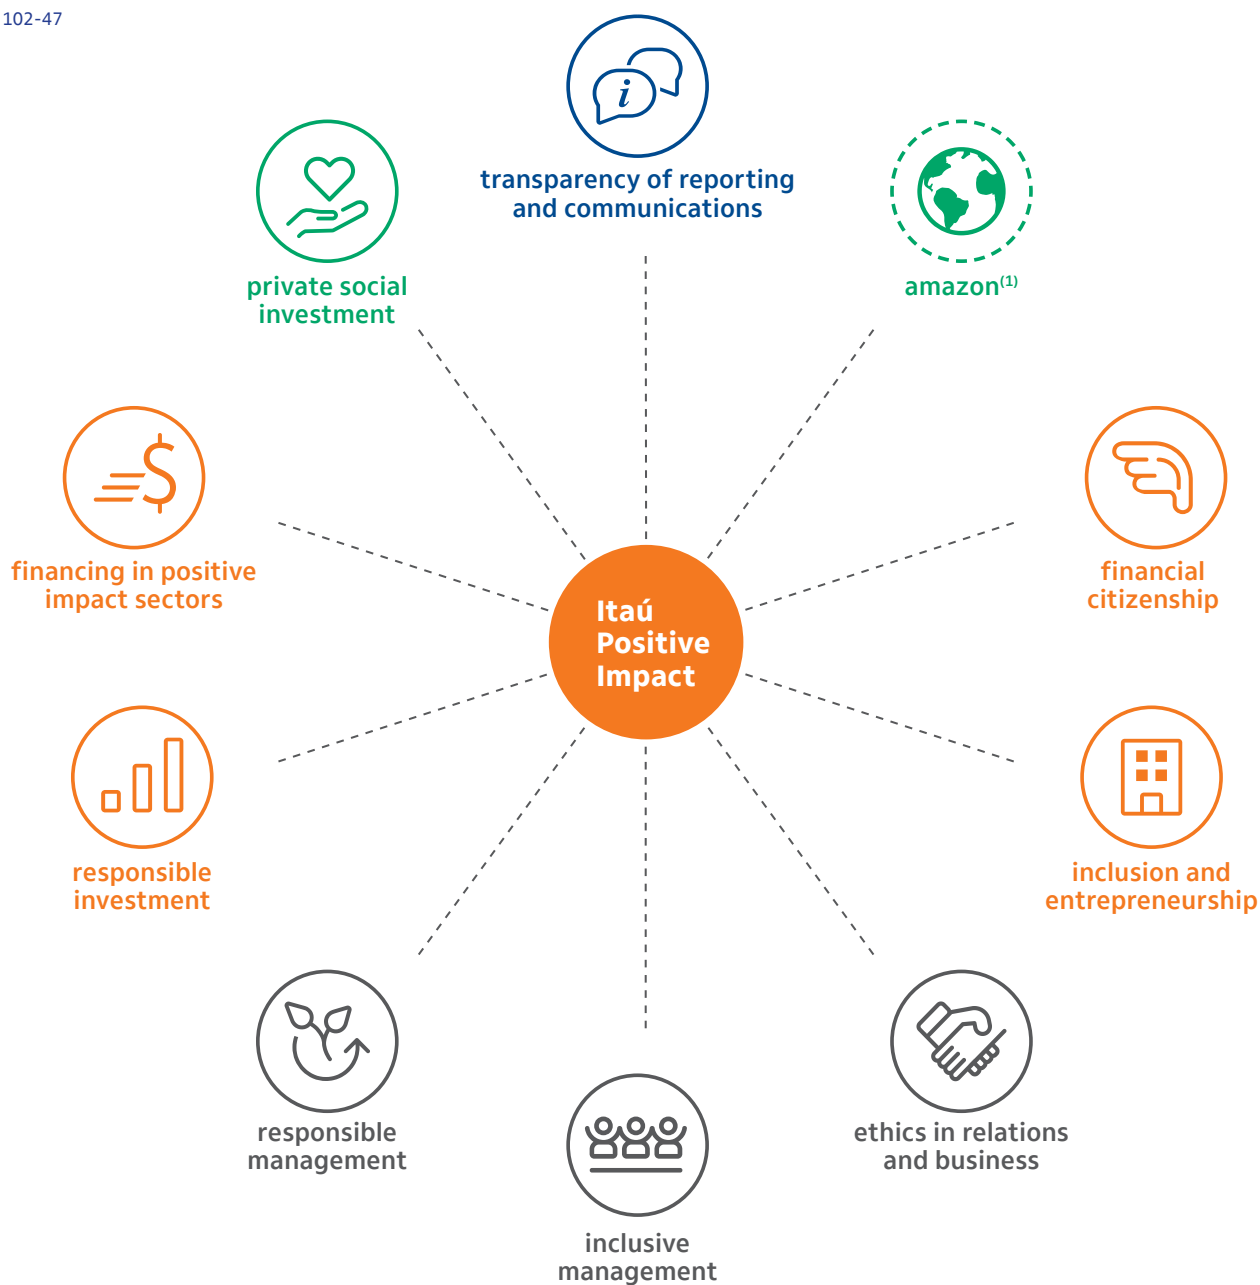 102-47
transparency of reporting
and communications
private social
investment
amazon(1)
financing in positive
impact sectors
financial
citizenship
Itaú
Positive
Impact
responsible
investment
inclusion and
entrepreneurship
responsible
management
ethics in relations
and business
inclusive
management